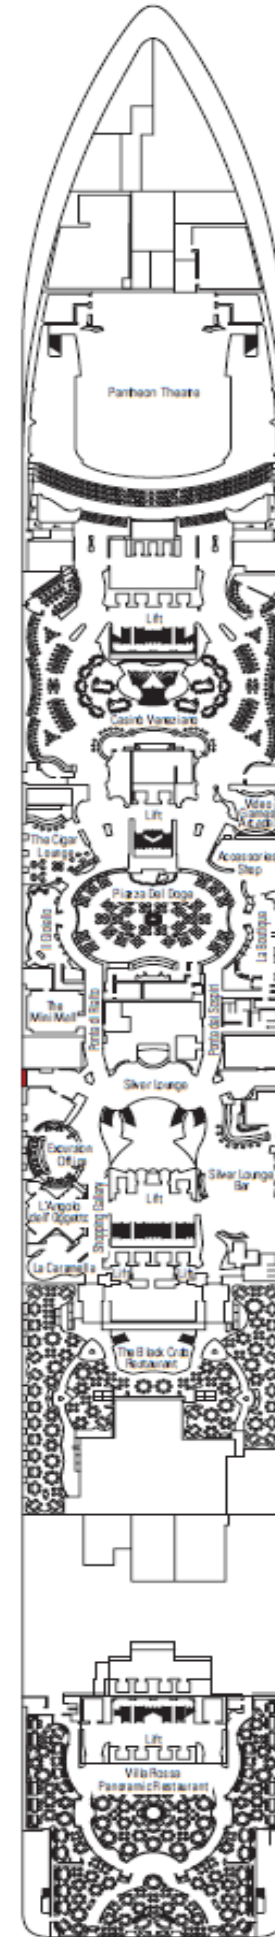 Pantheon Theatre
Lift
Casinò Veneziano
Lift
Video
Games
Arcade
The Cigar
Lounge
Accessories
Shop
Piazza Del Doge
Il Gioiello
La Boutique
The
Mini Mall
Ponte di Rialto
Ponte dei Sospiri
Silver Lounge
Excursion
Office
Silver Lounge
Bar
Lift
L'Angolo
dell'Oggetto
Shopping Gallery
La Caramella
Lift
Lift
The Black Crab
Restaurant
Lift
Villa Rossa
Panoramic Restaurant